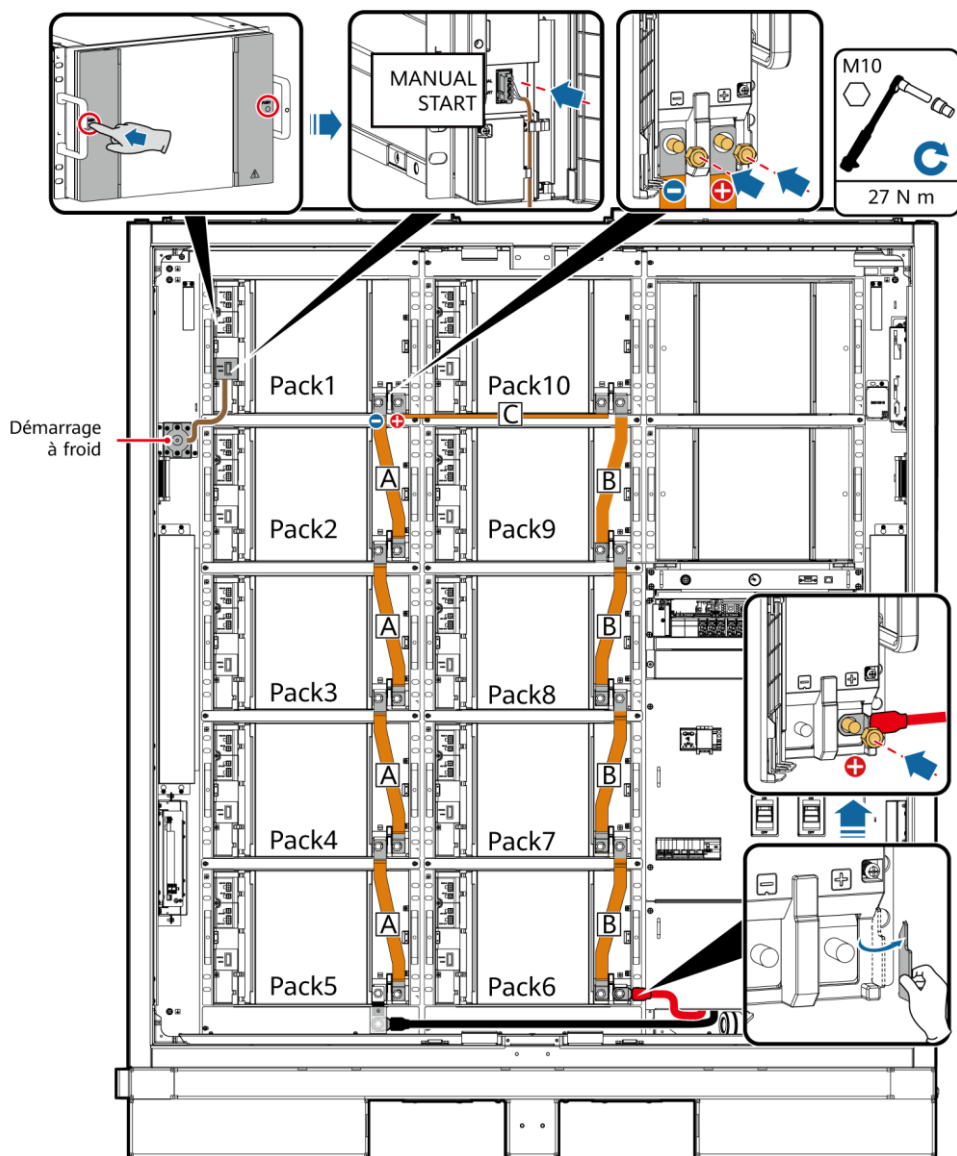 MANUAL
START
M10
27 N m
Démarrage
à froid
Pack1
Pack10
C
Pack2
A
Pack9
B
Pack3
A
Pack8
B
Pack4
A
Pack7
B
Pack5
A
Pack6
B